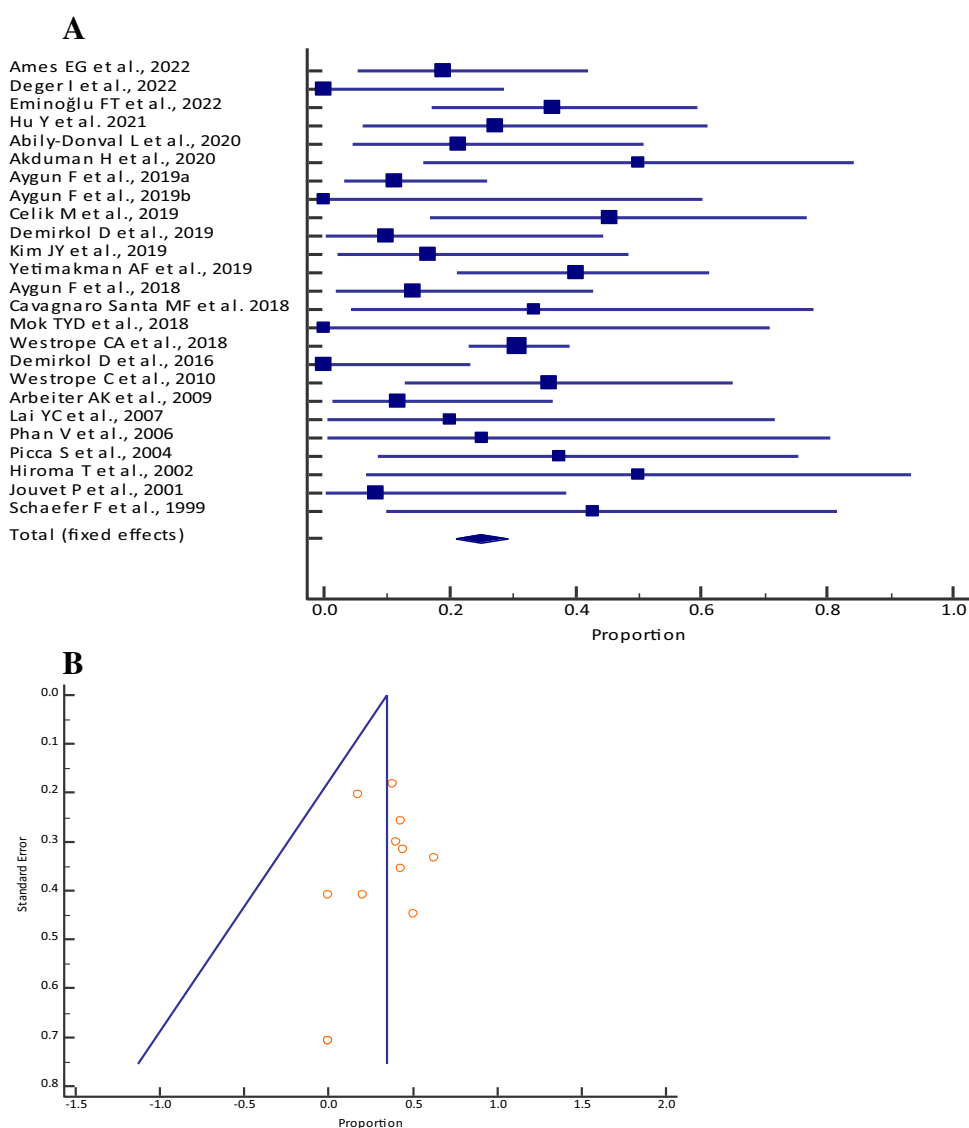 A
Ames EG et al., 2022
Deger I et al., 2022
Eminoğlu FT et al., 2022
Hu Y et al. 2021
Abily-Donval L et al., 2020
Akduman H et al., 2020
Aygun F et al., 2019a
Aygun F et al., 2019b
Celik M et al., 2019
Demirkol D et al., 2019
Kim JY et al., 2019
Yetimakman AF et al., 2019
Aygun F et al., 2018
Cavagnaro Santa MF et al. 2018
Mok TYD et al., 2018
Westrope CA et al., 2018
Demirkol D et al., 2016
Westrope C et al., 2010
Arbeiter AK et al., 2009
Lai YC et al., 2007
Phan V et al., 2006
Picca S et al., 2004
Hiroma T et al., 2002
Jouvet P et al., 2001
Schaefer F et al., 1999
Total (fixed effects)
0.0 0.2 0.4 0.6 0.8 1.0
Proportion
B
0.0
0.1
0.2
0.3
0.4
0.5
0.6
0.7
0.8
Standard Error
-1.5 -1.0 -0.5 0.0 0.5 1.0 1.5 2.0
Proportion